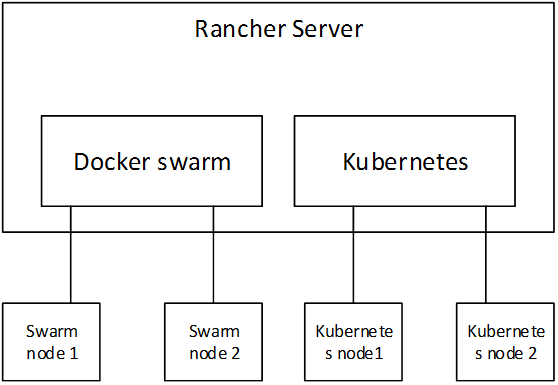 Rancher Server
Docker swarm
Kubernetes
Swarm
node 1
Swarm
node 2
Kubernete
s node1
Kubernete
s node 2